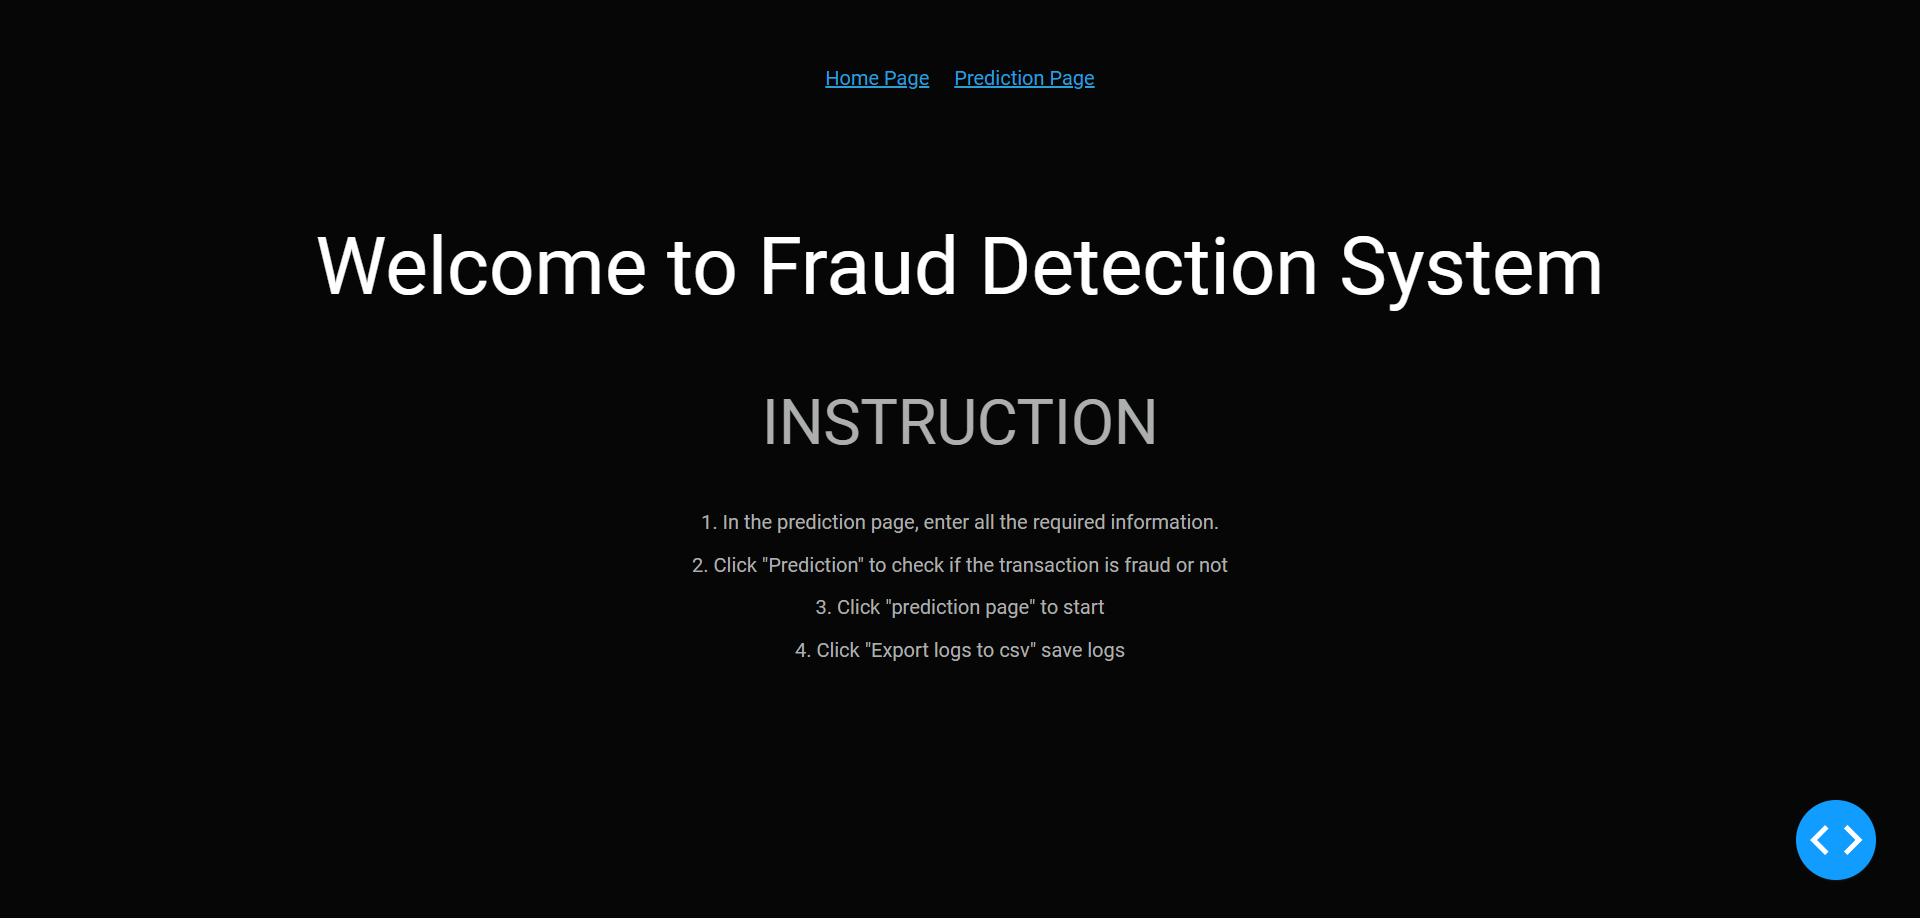 Home Page Prediction Page
Welcome to Fraud Detection System
INSTRUCTION
1. In the prediction page, enter all the required information.
2. Click "Prediction" to check if the transaction is fraud or not
3. Click "prediction page" to start
4. Click "Export logs to csv" save logs